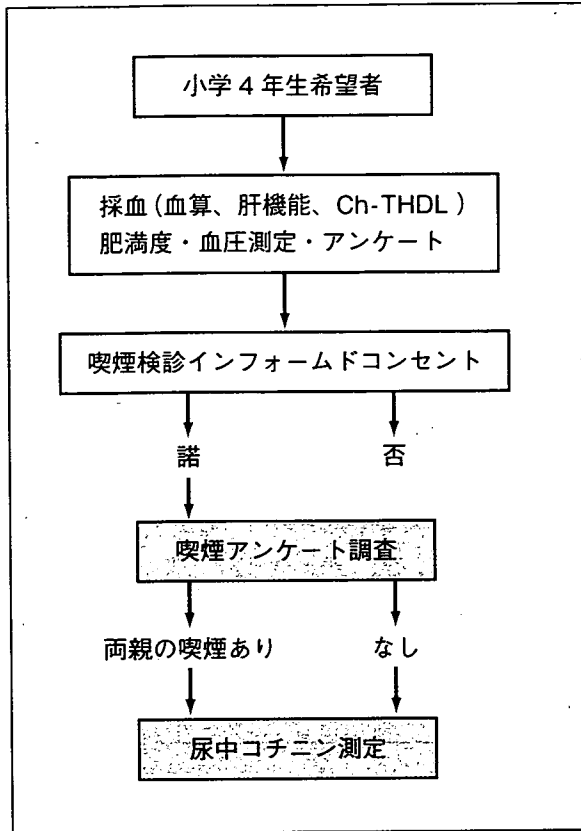 小学4年生希望者
採血(血算、肝機能、Ch-THDL)
肥満度・血圧測定・アンケート
喫煙検診インフォームドコンセント
諾 否
喫煙アンケート調査
両親の喫煙あり なし
尿中コチニン測定